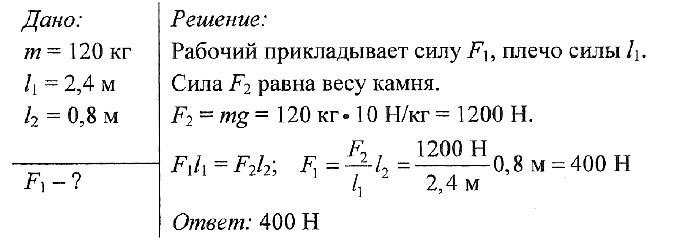 Дано:
m = 120 кг
l₁ = 2,4 м
l₂ = 0,8 м
F₁ – ?
Решение:
Рабочий прикладывает силу F₁, плечо силы l₁.
Сила F₂ равна весу камня.
F₂ = mg = 120 кг · 10 Н/кг = 1200 Н.
F₁l₁ = F₂l₂; F₁ = F₂/l₁ l₂ = 1200 Н/2,4 м 0,8 м = 400 Н
Ответ: 400 Н